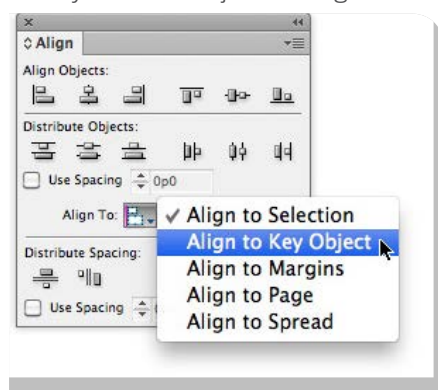 Align
Align Objects:
Distribute Objects:
Use Spacing 0p0
Align To:
✓ Align to Selection
Align to Key Object
Align to Margins
Align to Page
Align to Spread
Distribute Spacing:
Use Spacing